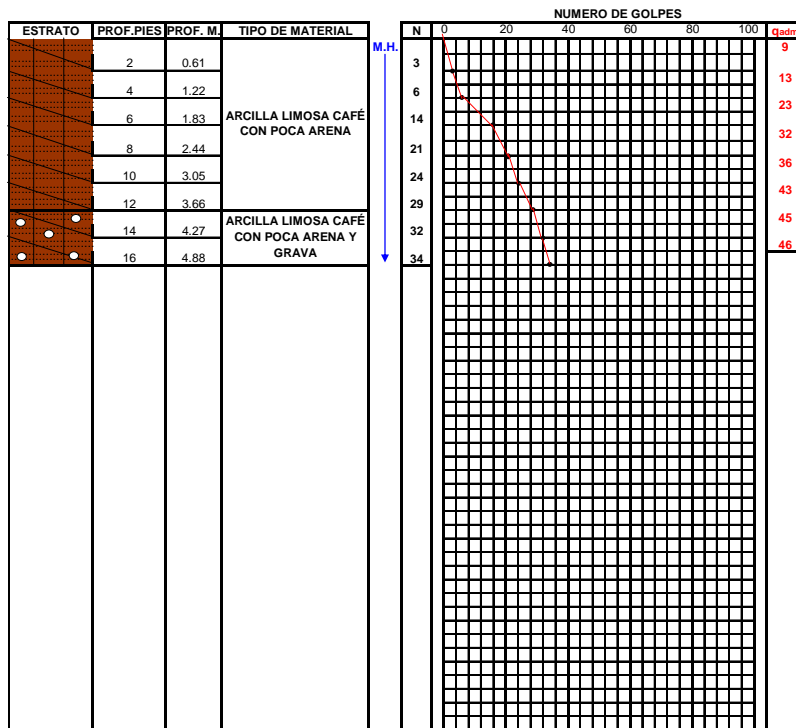 NUMERO DE GOLPES
ESTRATO PROF.PIES PROF. M. TIPO DE MATERIAL N 0 20 40 60 80 100 qadm
M.H. 9
2 0.61 3
13
4 1.22 6
23
6 1.83 ARCILLA LIMOSA CAFÉ 14
CON POCA ARENA 32
8 2.44 21
36
10 3.05 24
43
12 3.66 29
ARCILLA LIMOSA CAFÉ 45
14 4.27 CON POCA ARENA Y 32
GRAVA 46
16 4.88 34